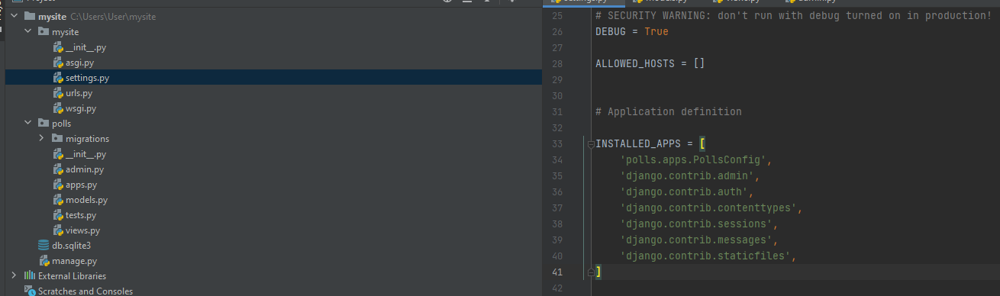 mysite C:\Users\User\mysite
mysite
__init__.py
asgi.py
settings.py
urls.py
wsgi.py
polls
migrations
__init__.py
admin.py
apps.py
models.py
tests.py
views.py
db.sqlite3
manage.py
External Libraries
Scratches and Consoles
25 # SECURITY WARNING: don't run with debug turned on in production!
26 DEBUG = True
27
28 ALLOWED_HOSTS = []
29
30
31 # Application definition
32
33 INSTALLED_APPS = [
34 'polls.apps.PollsConfig',
35 'django.contrib.admin',
36 'django.contrib.auth',
37 'django.contrib.contenttypes',
38 'django.contrib.sessions',
39 'django.contrib.messages',
40 'django.contrib.staticfiles',
41 ]
42